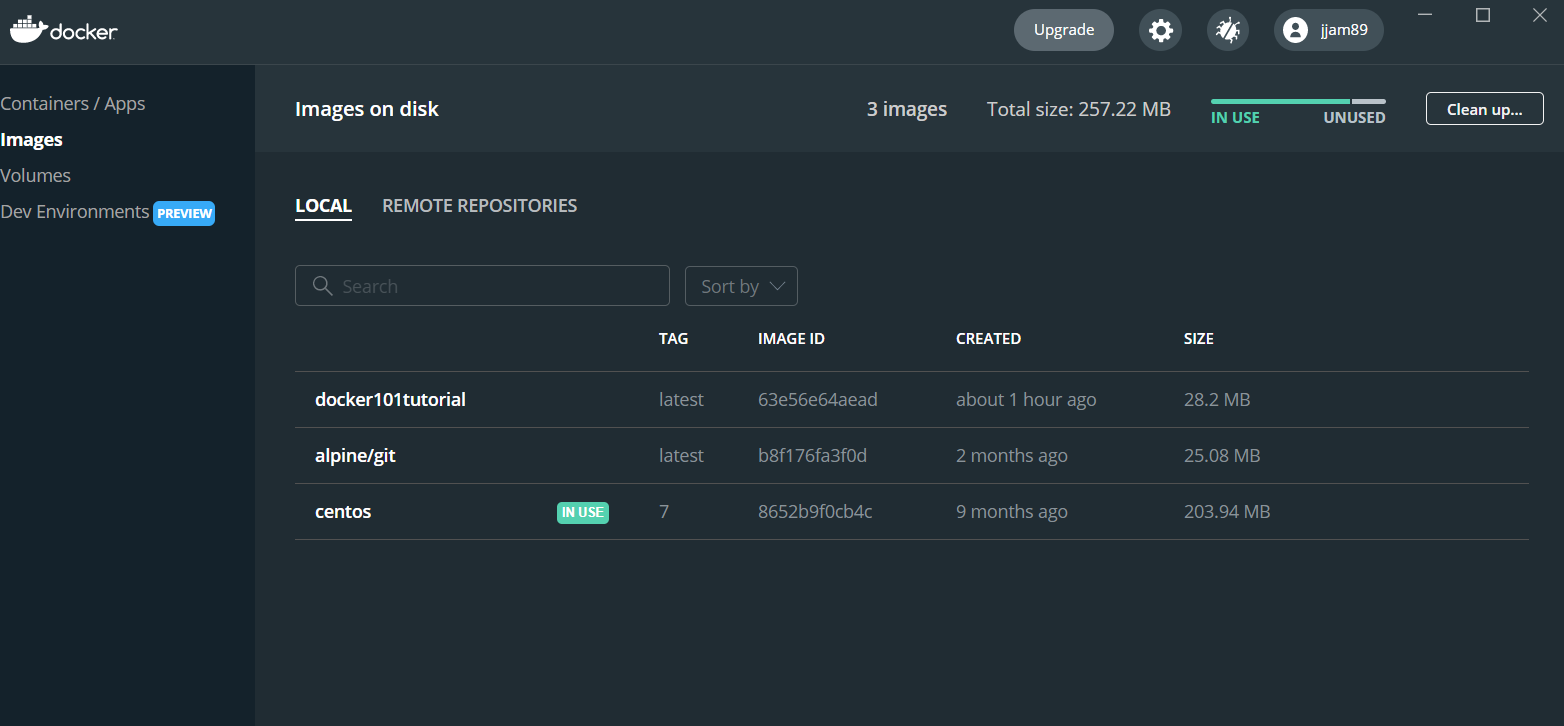 docker
Upgrade
jjam89
Containers / Apps
Images
Volumes
Dev Environments PREVIEW
Images on disk
3 images
Total size: 257.22 MB
IN USE
UNUSED
Clean up...
LOCAL
REMOTE REPOSITORIES
Search
Sort by
TAG IMAGE ID CREATED SIZE
docker101tutorial latest 63e56e64aead about 1 hour ago 28.2 MB
alpine/git latest b8f176fa3f0d 2 months ago 25.08 MB
centos IN USE 7 8652b9f0cb4c 9 months ago 203.94 MB